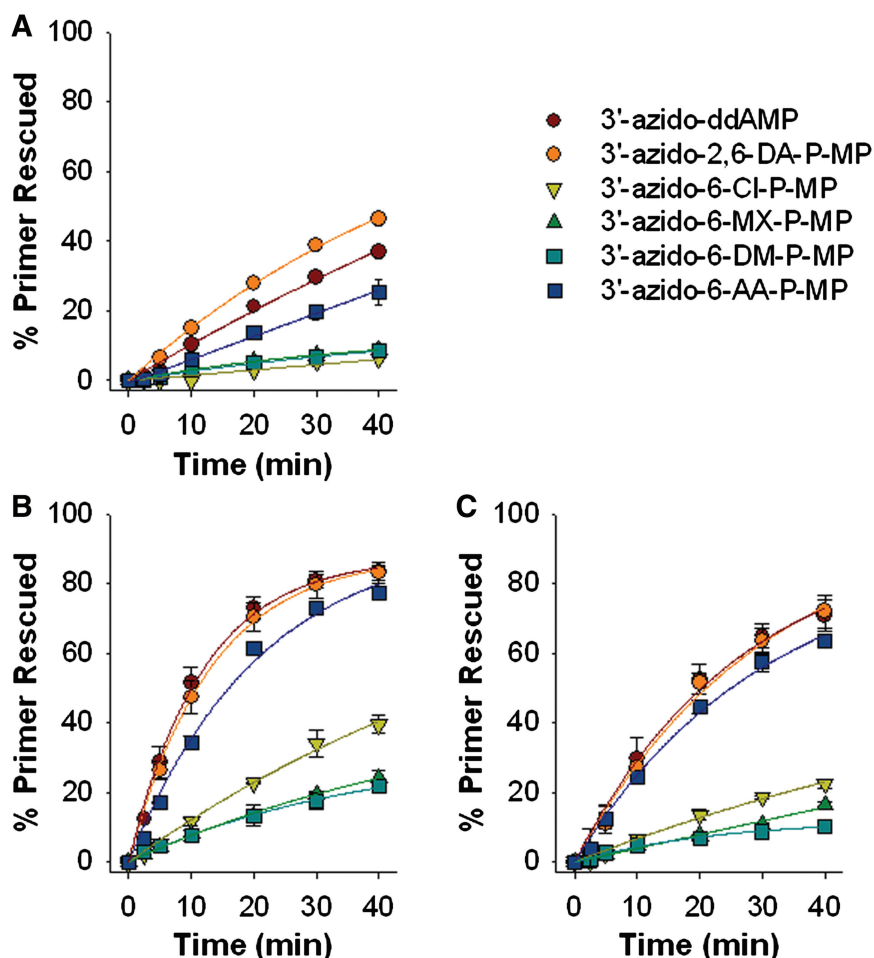 A
100
80
60
40
20
0
% Primer Rescued
0 10 20 30 40
Time (min)
3'-azido-ddAMP
3'-azido-2,6-DA-P-MP
3'-azido-6-Cl-P-MP
3'-azido-6-MX-P-MP
3'-azido-6-DM-P-MP
3'-azido-6-AA-P-MP
B
100
80
60
40
20
0
% Primer Rescued
0 10 20 30 40
Time (min)
C
100
80
60
40
20
0
% Primer Rescued
0 10 20 30 40
Time (min)